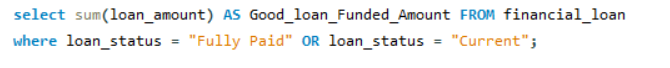 select sum(loan_amount) AS Good_loan_Funded_Amount FROM financial_loan
where loan_status = "Fully Paid" OR loan_status = "Current";